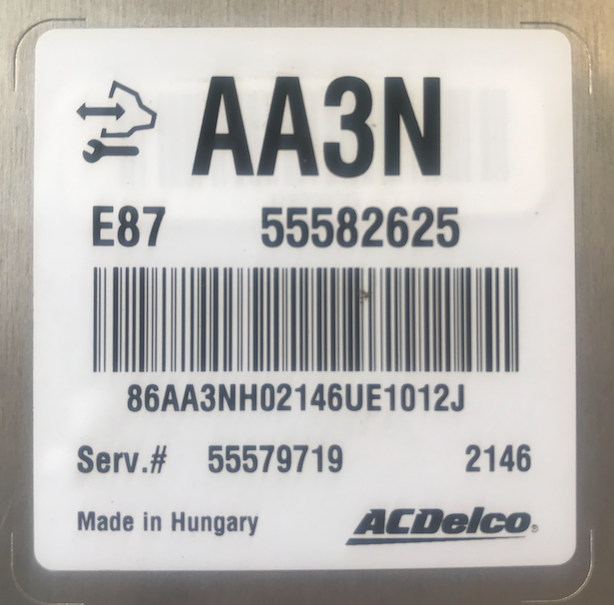 AA3N
E87 55582625
86AA3NH02146UE1012J
Serv.# 55579719 2146
Made in Hungary ACDelco®